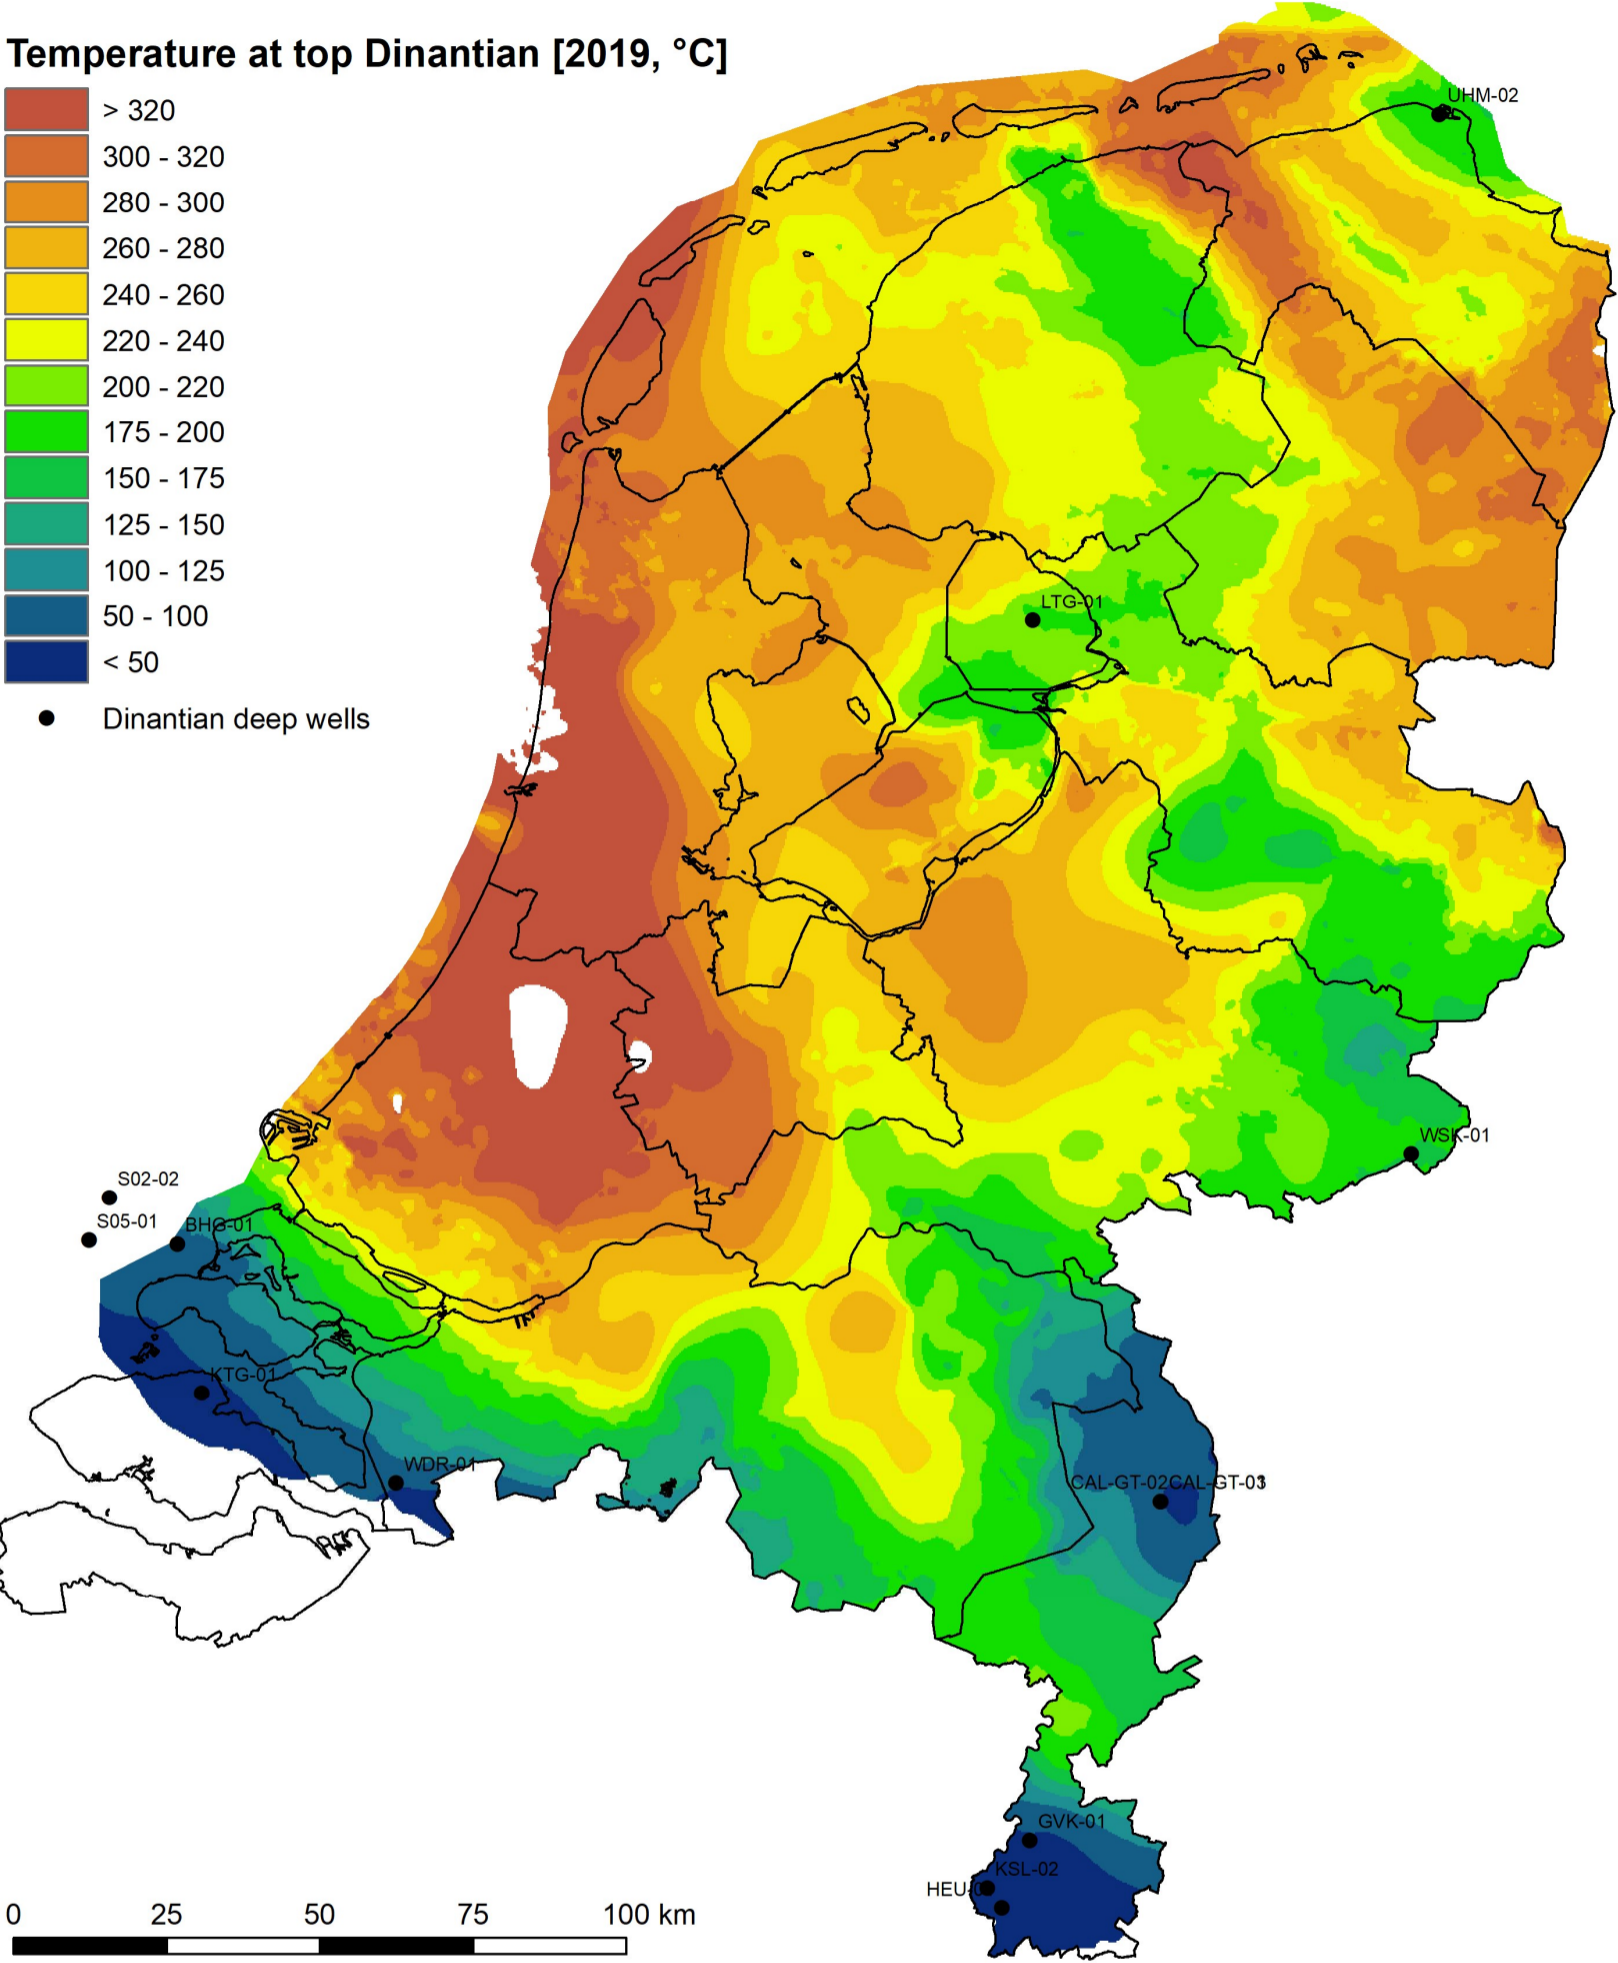 Temperature at top Dinantian [2019, °C]
> 320
300 - 320
280 - 300
260 - 280
240 - 260
220 - 240
200 - 220
175 - 200
150 - 175
125 - 150
100 - 125
50 - 100
< 50
Dinantian deep wells
UHM-02
LTG-01
WSK-01
S02-02
S05-01
BHG-01
KTG-01
WDR-01
CAL-GT-02
CAL-GT-03
GVK-01
KSL-02
0 25 50 75 100 km